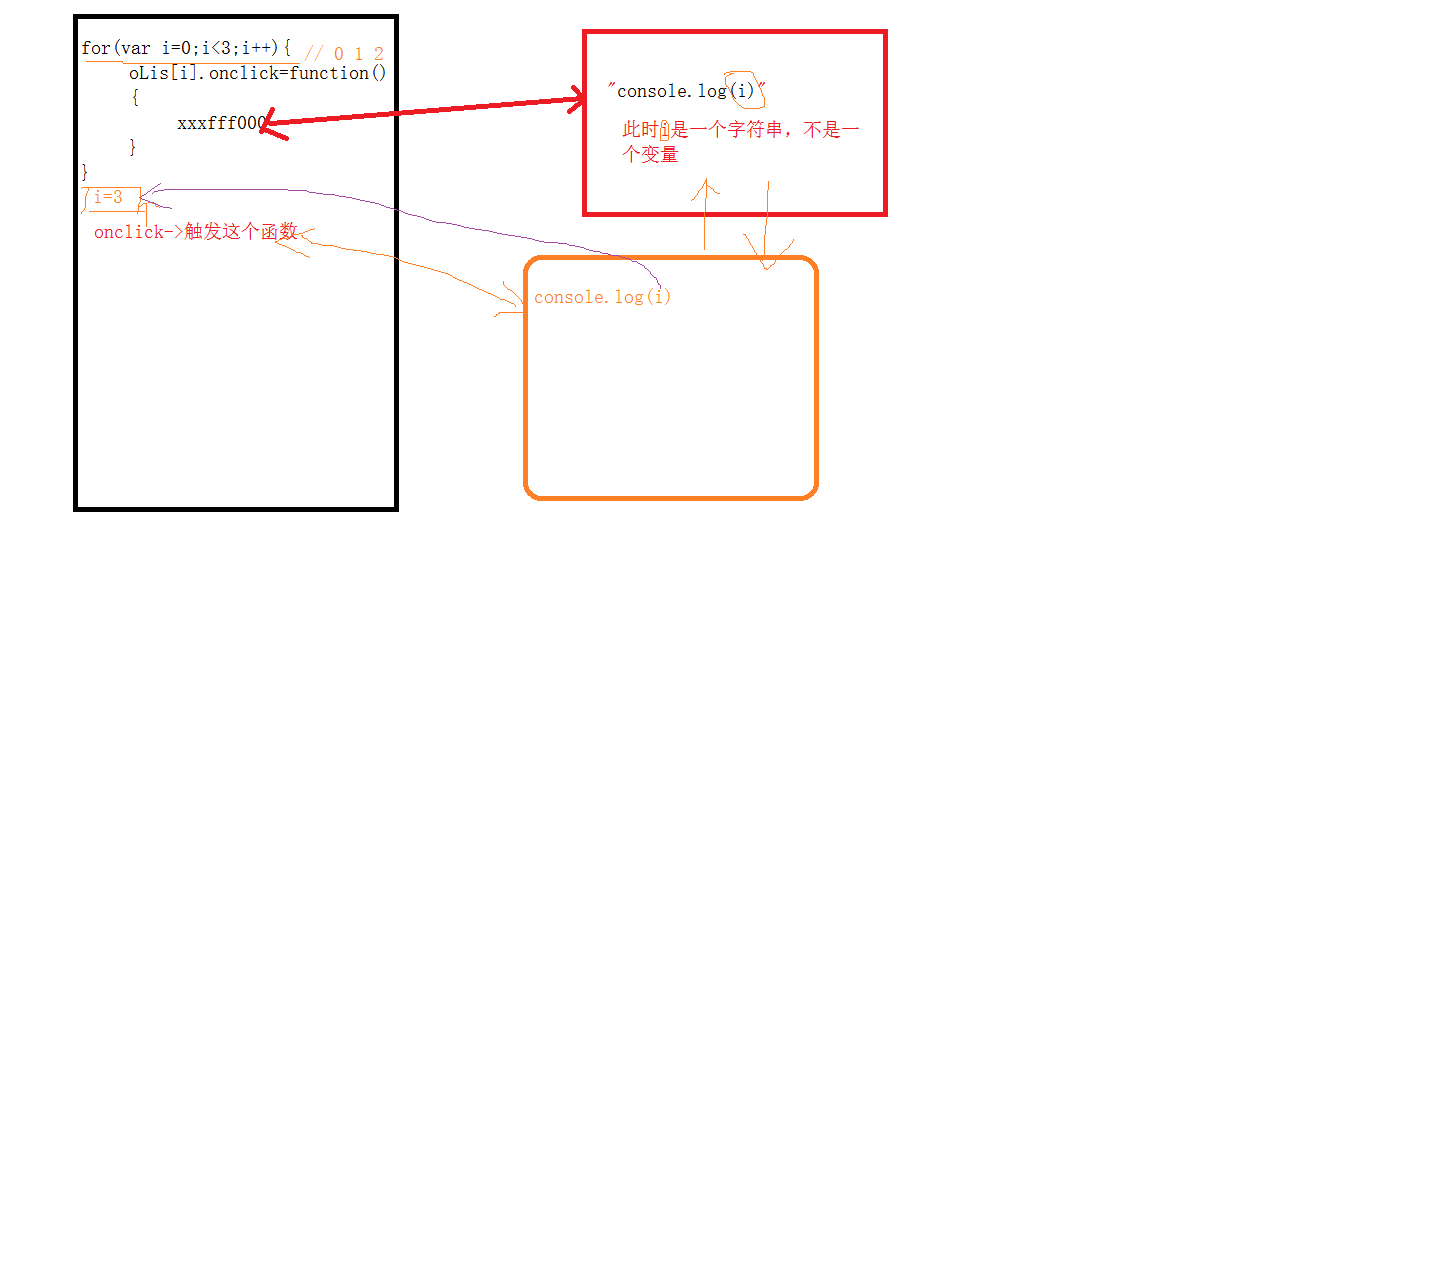 for(var i=0;i<3;i++){ // 0 1 2
oLis[i].onclick=function()
{
xxxfff000
}
}
i=3
onclick->触发这个函数
"console.log(i)"
此时i是一个字符串，不是一
个变量
console.log(i)